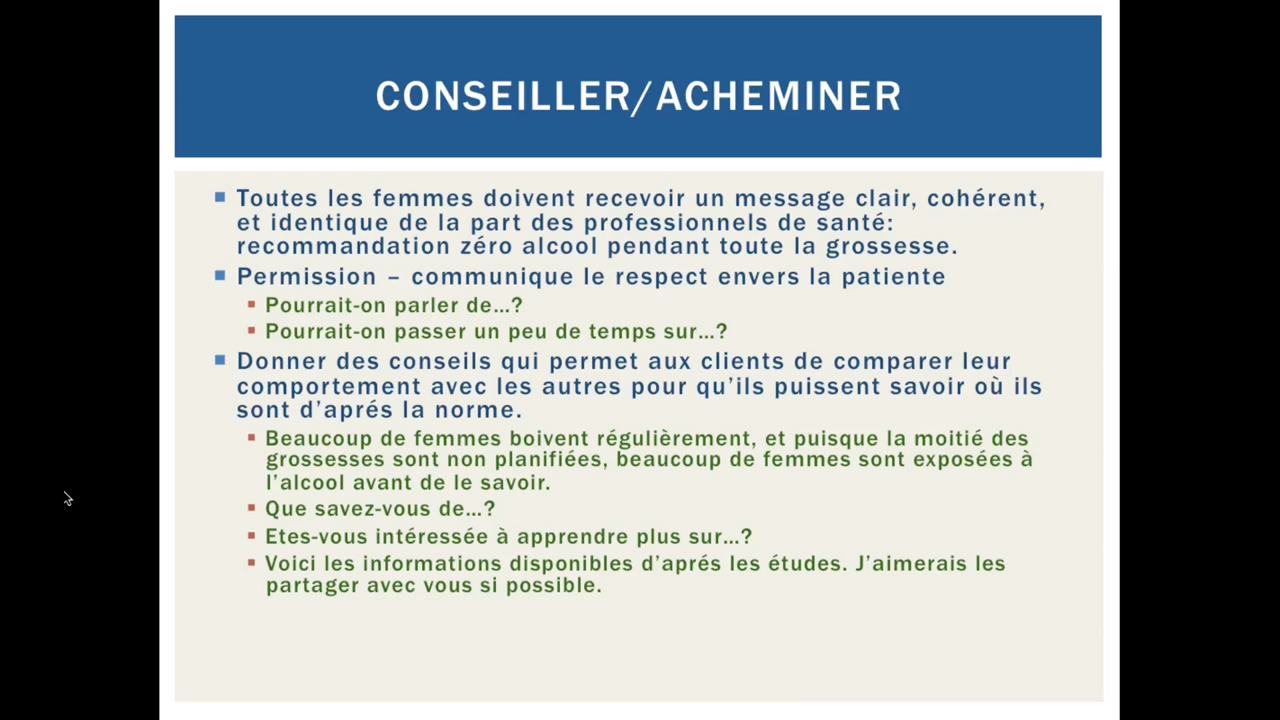 CONSEILLER/ACHEMINER
Toutes les femmes doivent recevoir un message clair, cohérent,
et identique de la part des professionnels de santé:
recommandation zéro alcool pendant toute la grossesse.
Permission – communique le respect envers la patiente
Pourrait-on parler de…?
Pourrait-on passer un peu de temps sur…?
Donner des conseils qui permet aux clients de comparer leur
comportement avec les autres pour qu’ils puissent savoir où ils
sont d’aprés la norme.
Beaucoup de femmes boivent régulièrement, et puisque la moitié des
grossesses sont non planifiées, beaucoup de femmes sont exposées à
l’alcool avant de le savoir.
Que savez-vous de…?
Etes-vous intéressée à apprendre plus sur…?
Voici les informations disponibles d’aprés les études. J’aimerais les
partager avec vous si possible.